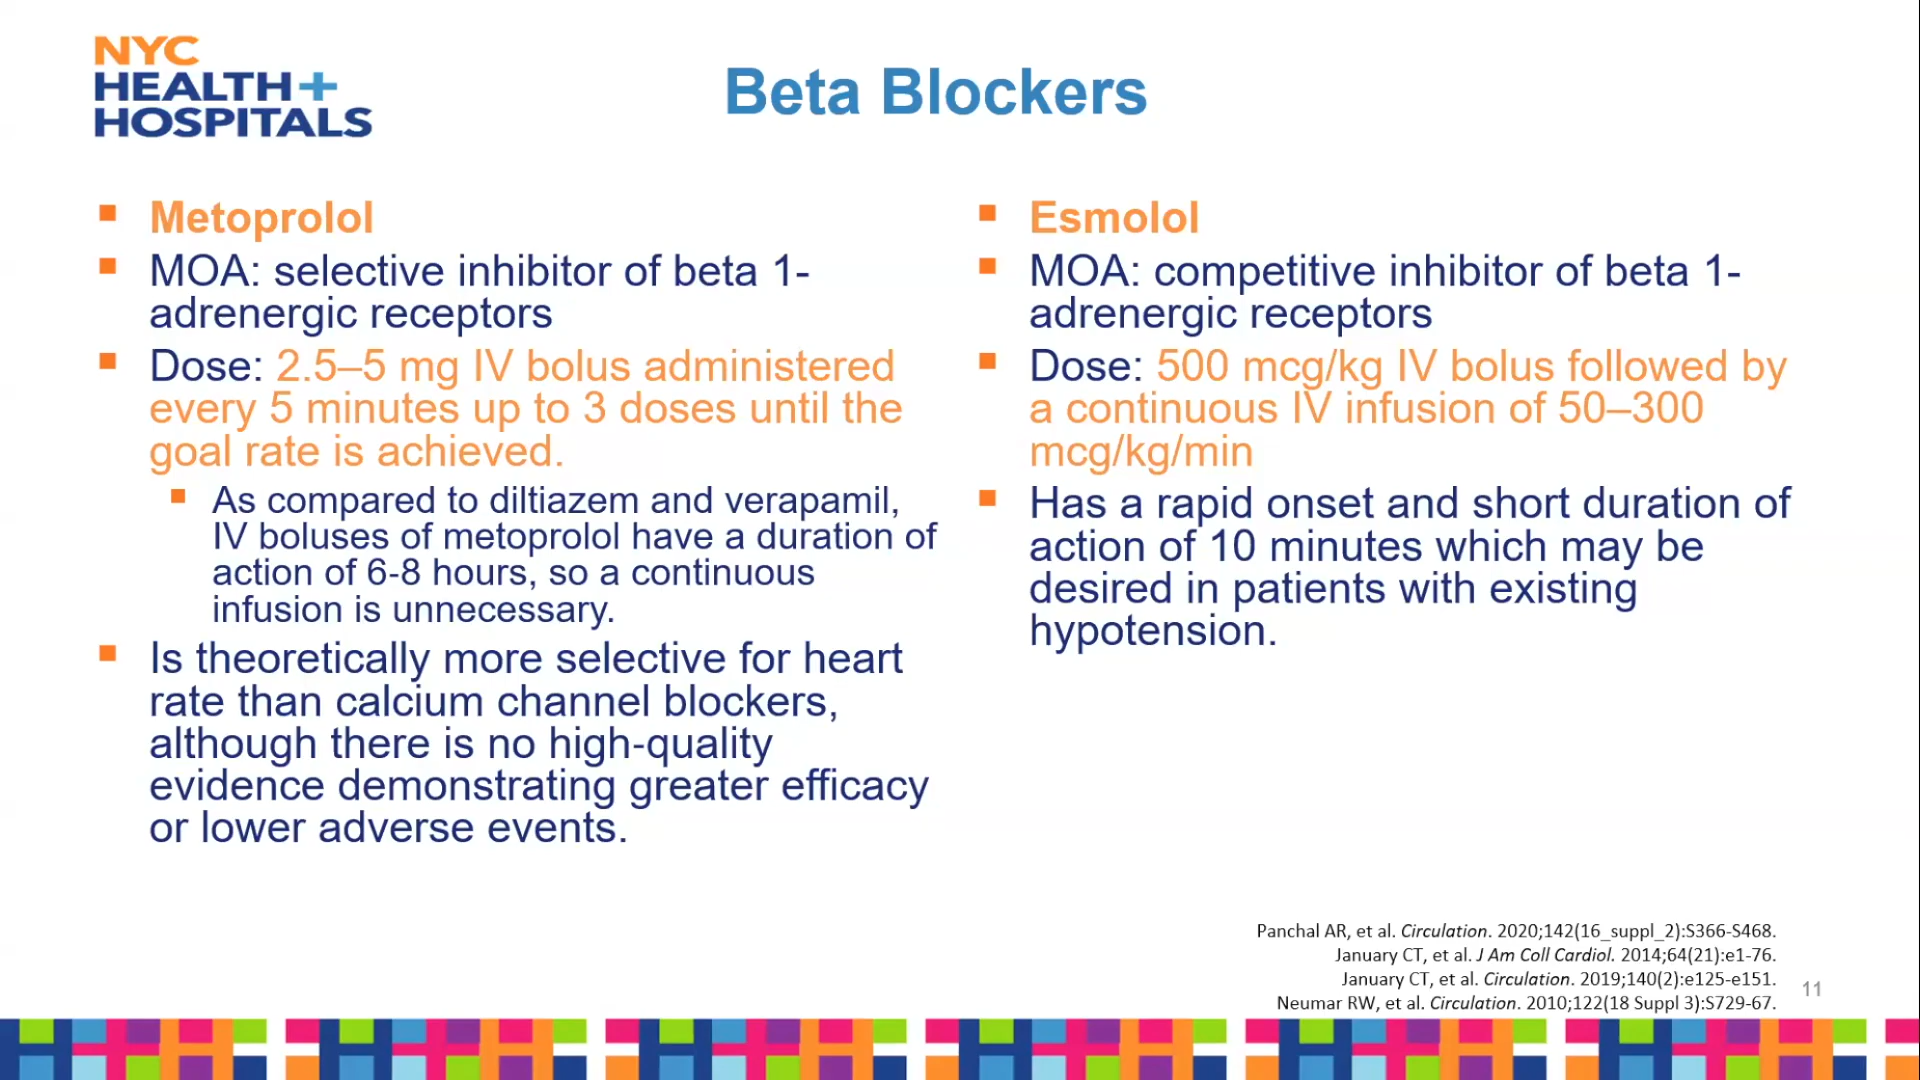 NYC
HEALTH+
HOSPITALS
Beta Blockers
Metoprolol
MOA: selective inhibitor of beta 1-
adrenergic receptors
Dose: 2.5–5 mg IV bolus administered
every 5 minutes up to 3 doses until the
goal rate is achieved.
As compared to diltiazem and verapamil,
IV boluses of metoprolol have a duration of
action of 6-8 hours, so a continuous
infusion is unnecessary.
Is theoretically more selective for heart
rate than calcium channel blockers,
although there is no high-quality
evidence demonstrating greater efficacy
or lower adverse events.
Esmolol
MOA: competitive inhibitor of beta 1-
adrenergic receptors
Dose: 500 mcg/kg IV bolus followed by
a continuous IV infusion of 50–300
mcg/kg/min
Has a rapid onset and short duration of
action of 10 minutes which may be
desired in patients with existing
hypotension.
Panchal AR, et al. Circulation. 2020;142(16_suppl_2):S366-S468.
January CT, et al. J Am Coll Cardiol. 2014;64(21):e1-76.
January CT, et al. Circulation. 2019;140(2):e125-e151.
Neumar RW, et al. Circulation. 2010;122(18 Suppl 3):S729-67.
11